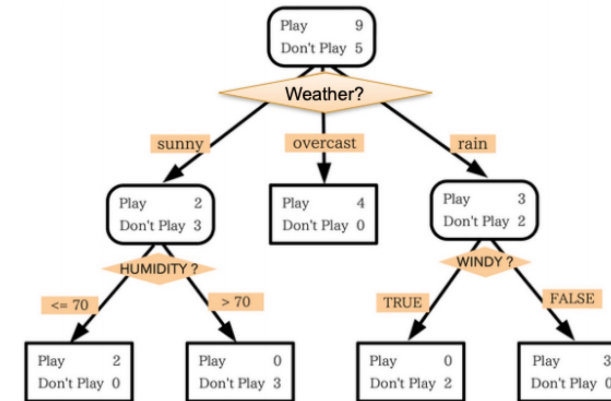 Play 9
Don't Play 5
Weather?
sunny
overcast
rain
Play 2
Don't Play 3
Play 4
Don't Play 0
Play 3
Don't Play 2
HUMIDITY ?
WINDY ?
<= 70
> 70
TRUE
FALSE
Play 2
Don't Play 0
Play 0
Don't Play 3
Play 0
Don't Play 2
Play 3
Don't Play 0